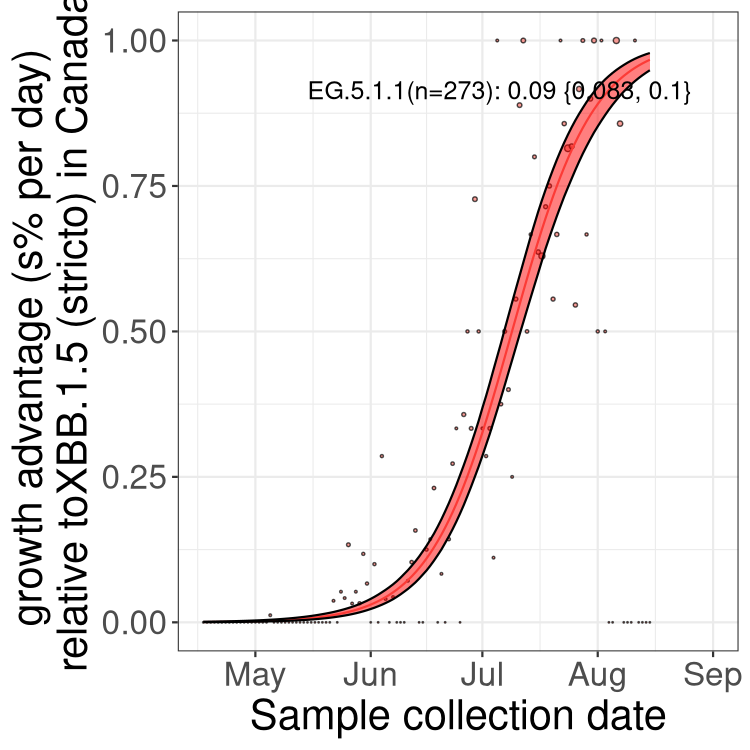 growth advantage (s% per day)
relative toXBB.1.5 (stricto) in Canada
1.00
0.75
0.50
0.25
0.00
EG.5.1.1(n=273): 0.09 {0.083, 0.1}
May Jun Jul Aug Sep
Sample collection date